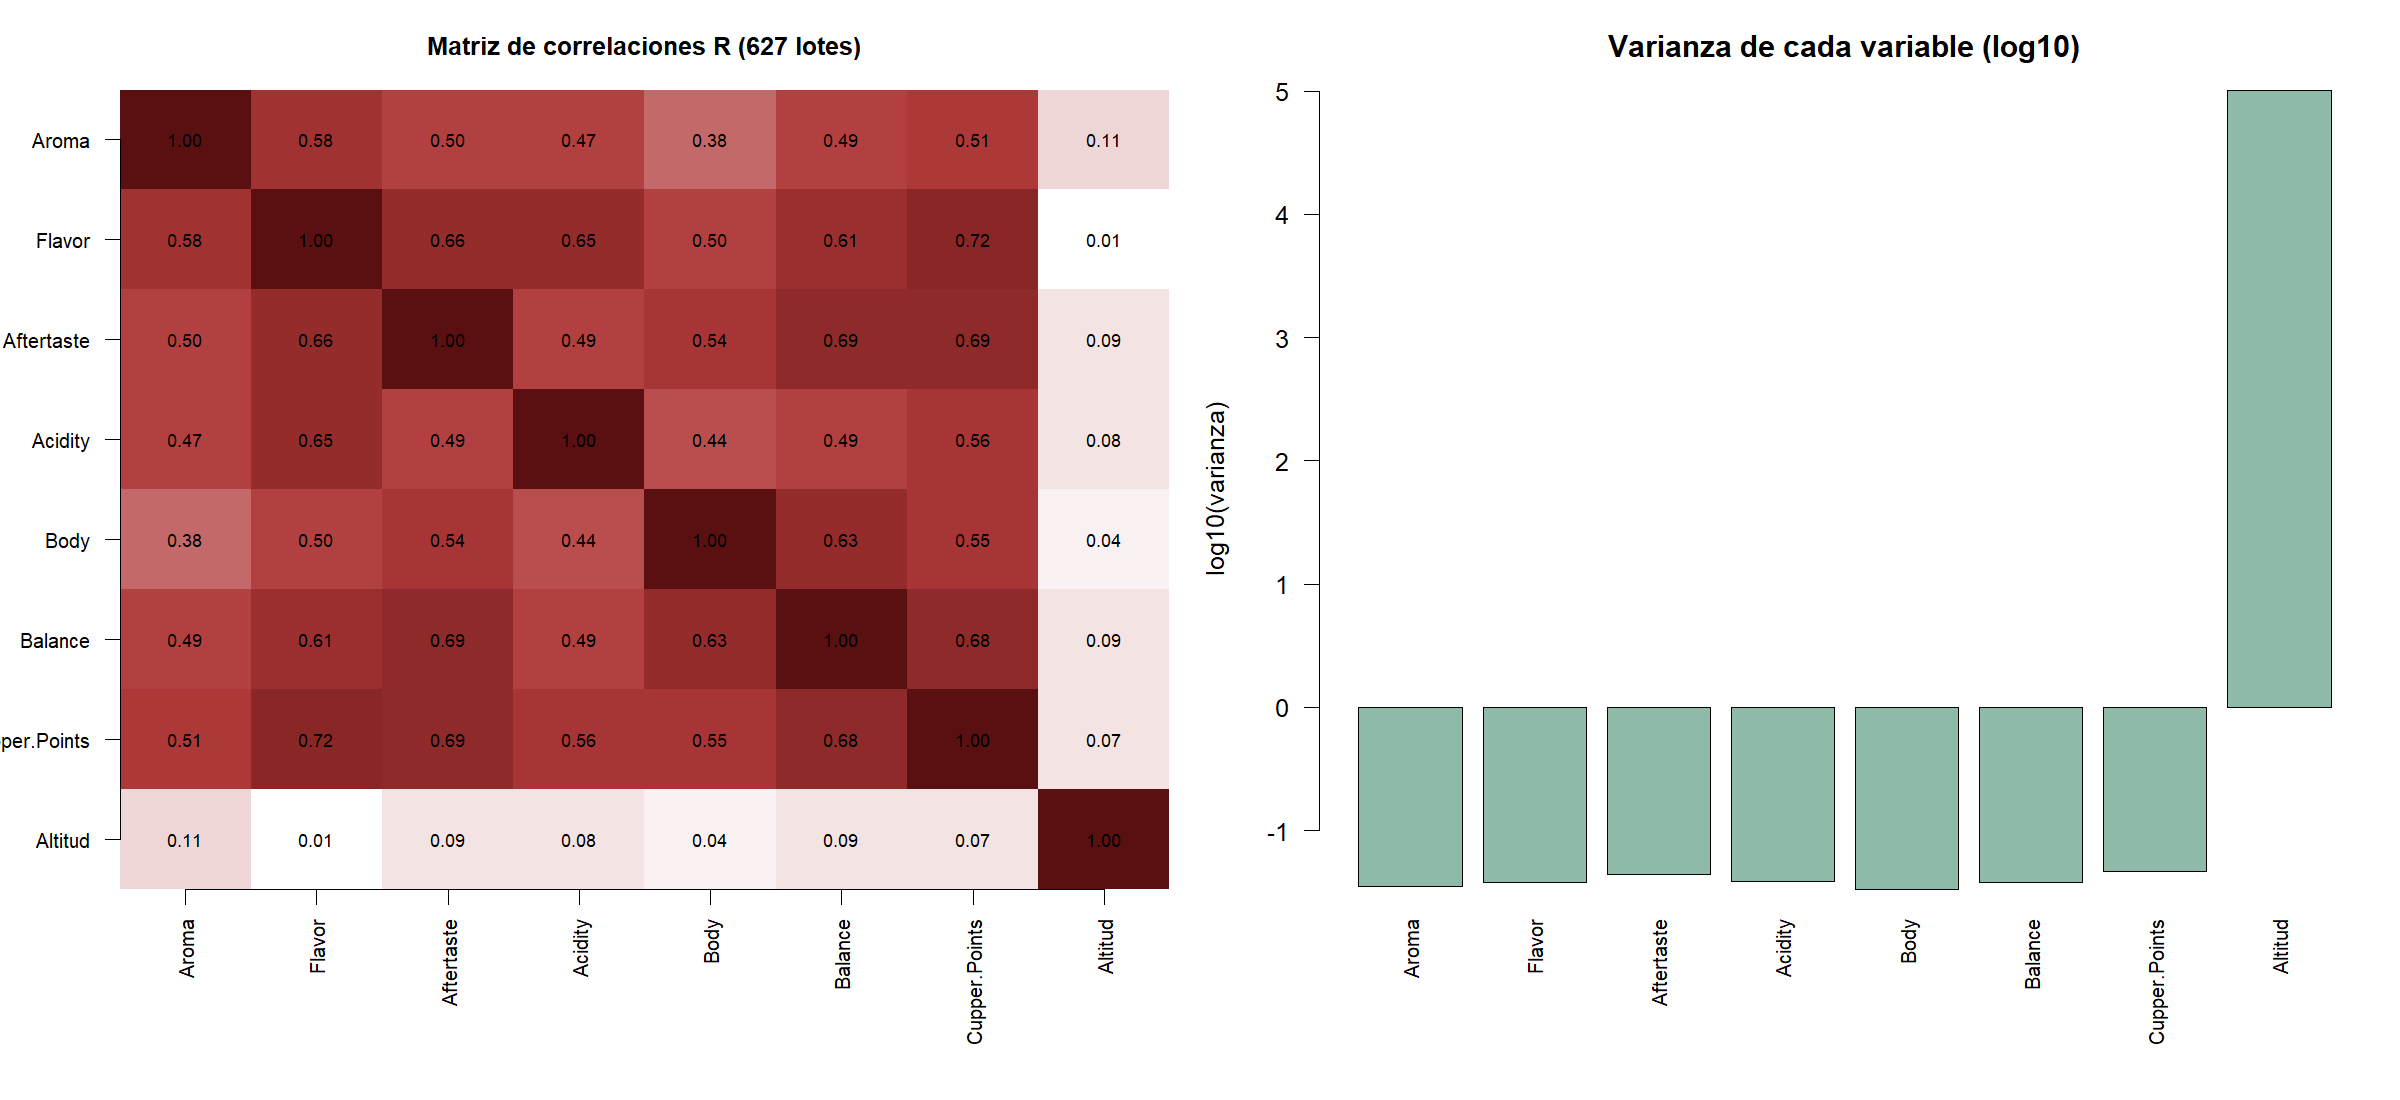 Matriz de correlaciones R (627 lotes)
Aroma 1.00 0.58 0.50 0.47 0.38 0.49 0.51 0.11
Flavor 0.58 1.00 0.66 0.65 0.50 0.61 0.72 0.01
Aftertaste 0.50 0.66 1.00 0.49 0.54 0.69 0.69 0.09
Acidity 0.47 0.65 0.49 1.00 0.44 0.49 0.56 0.08
Body 0.38 0.50 0.54 0.44 1.00 0.63 0.55 0.04
Balance 0.49 0.61 0.69 0.49 0.63 1.00 0.68 0.09
per.Points 0.51 0.72 0.69 0.56 0.55 0.68 1.00 0.07
Altitud 0.11 0.01 0.09 0.08 0.04 0.09 0.07 1.00
Aroma Flavor Aftertaste Acidity Body Balance Cupper.Points Altitud
Varianza de cada variable (log10)
log10(varianza)
5
4
3
2
1
0
-1
Aroma Flavor Aftertaste Acidity Body Balance Cupper.Points Altitud